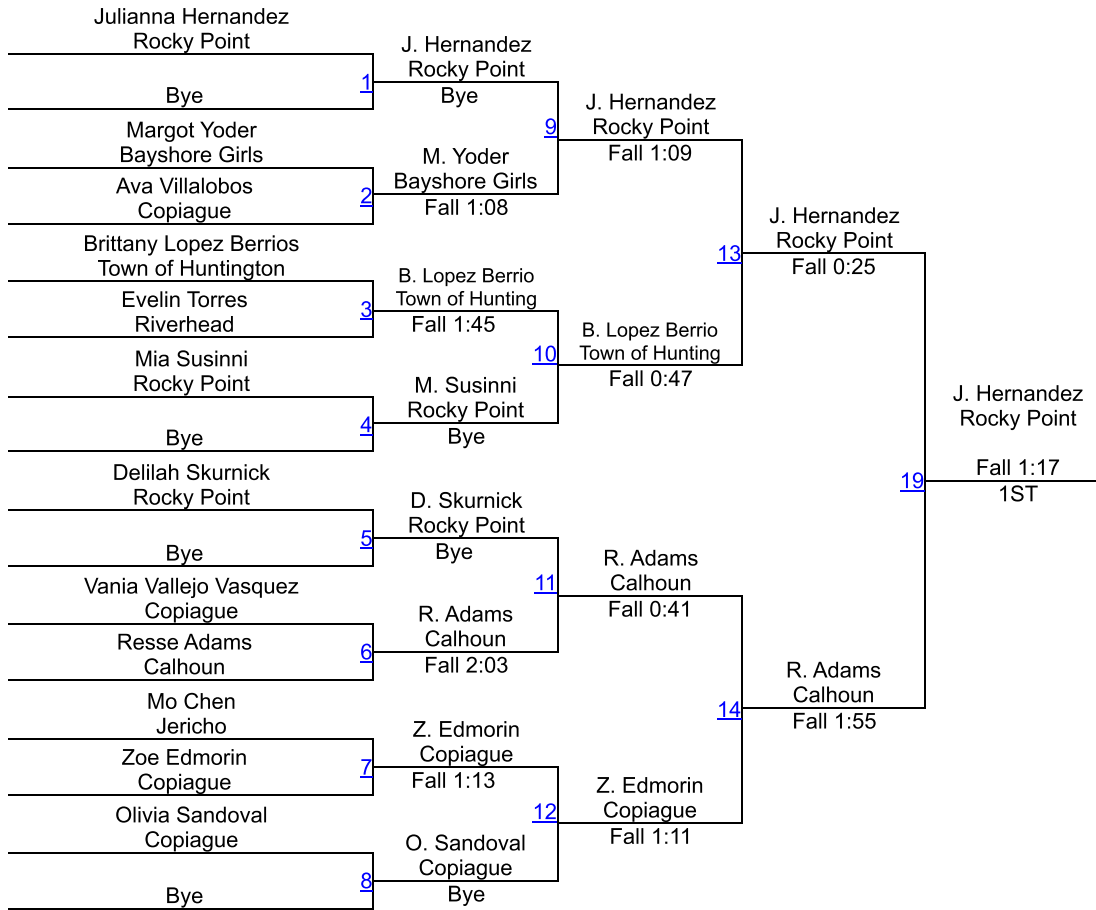 Julianna Hernandez
Rocky Point
1
Bye
Margot Yoder
Bayshore Girls
2
Ava Villalobos
Copiague
Brittany Lopez Berrios
Town of Huntington
3
Evelin Torres
Riverhead
Mia Susinni
Rocky Point
4
Bye
Delilah Skurnick
Rocky Point
5
Bye
Vania Vallejo Vasquez
Copiague
6
Resse Adams
Calhoun
Mo Chen
Jericho
7
Zoe Edmorin
Copiague
Olivia Sandoval
Copiague
8
Bye
J. Hernandez
Rocky Point
Bye
9
M. Yoder
Bayshore Girls
Fall 1:08
B. Lopez Berrio
Town of Hunting
Fall 1:45
10
M. Susinni
Rocky Point
Bye
D. Skurnick
Rocky Point
Bye
11
R. Adams
Calhoun
Fall 2:03
Z. Edmorin
Copiague
Fall 1:13
12
O. Sandoval
Copiague
Bye
J. Hernandez
Rocky Point
Fall 1:09
13
B. Lopez Berrio
Town of Hunting
Fall 0:47
R. Adams
Calhoun
Fall 0:41
14
Z. Edmorin
Copiague
Fall 1:11
J. Hernandez
Rocky Point
Fall 0:25
19
R. Adams
Calhoun
Fall 1:55
J. Hernandez
Rocky Point
Fall 1:17
1ST